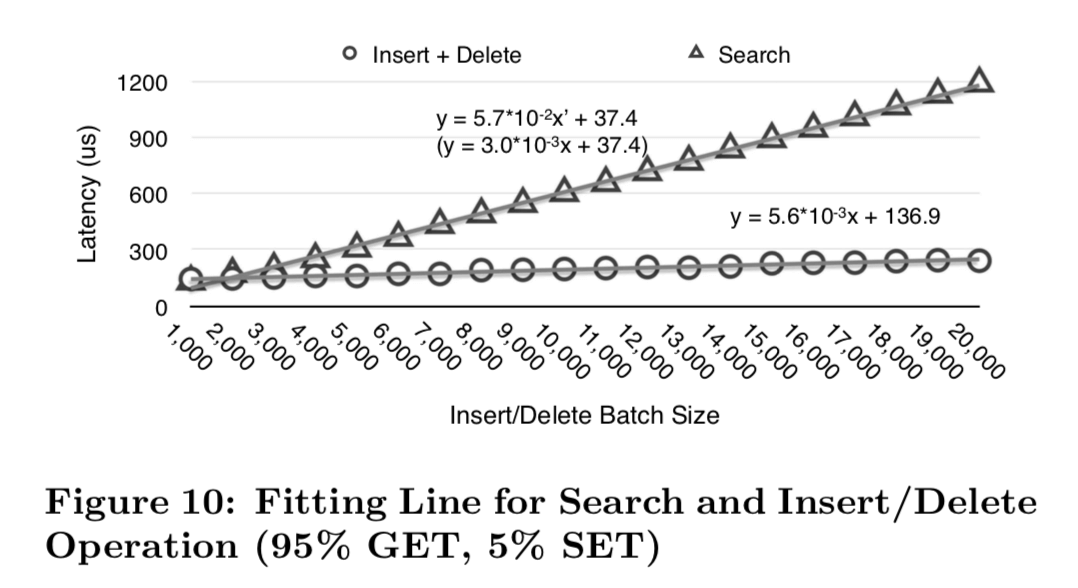 Insert + Delete
Search
1200
900
600
300
0
Latency (us)
y = 5.7*10-2x’ + 37.4
(y = 3.0*10-3x + 37.4)
y = 5.6*10-3x + 136.9
1,000
2,000
3,000
4,000
5,000
6,000
7,000
8,000
9,000
10,000
11,000
12,000
13,000
14,000
15,000
16,000
17,000
18,000
19,000
20,000
Insert/Delete Batch Size
Figure 10: Fitting Line for Search and Insert/Delete
Operation (95% GET, 5% SET)